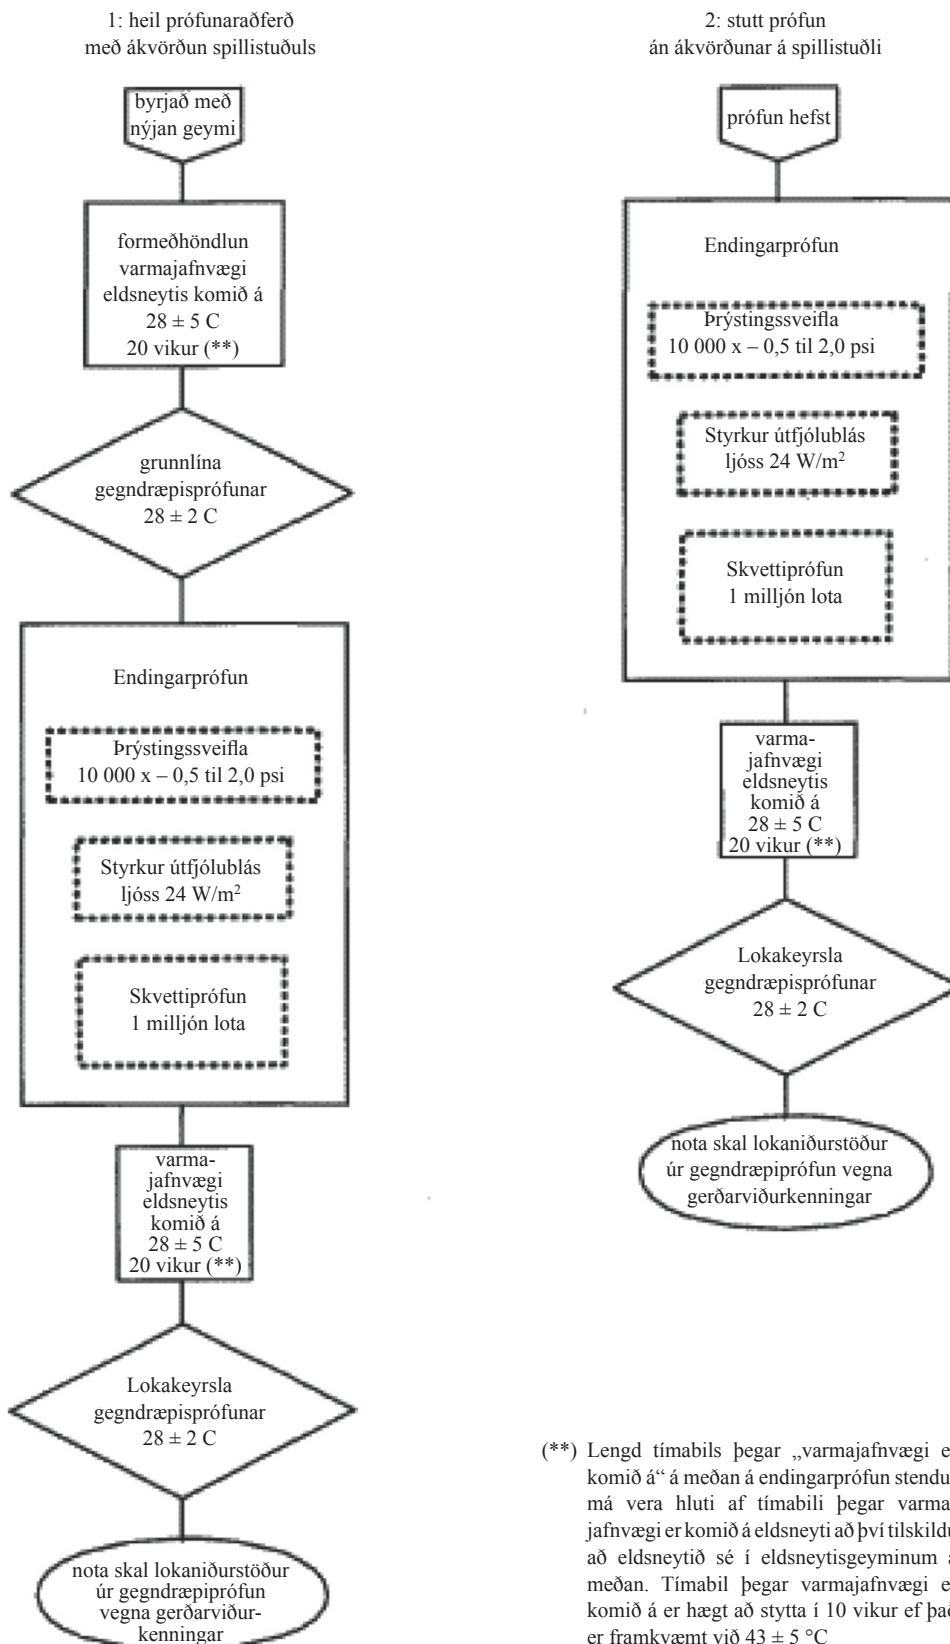 1: heil prófunaraðferð
með ákvörðun spillistuðuls
byrjað með
nýjan geymi
formeðhöndlun
varmajafnvægi
eldsneytis komið á
28 ± 5 C
20 vikur (**)
grunnlína
gegndræpisprófunar
28 ± 2 C
Endingarprófun
Þrýstingssveifla
10 000 x – 0,5 til 2,0 psi
Styrkur útfjólublás
ljóss 24 W/m²
Skvettiprófun
1 milljón lota
varma-
jafnvægi
eldsneytis
komið á
28 ± 5 C
20 vikur (**)
Lokakeyrsla
gegndræpisprófunar
28 ± 2 C
nota skal lokaniðurstöður
úr gegndræpiprófun
vegna gerðarviður-
kenningar
2: stutt prófun
án ákvörðunar á spillistuðli
prófun hefst
Endingarprófun
Þrýstingssveifla
10 000 x – 0,5 til 2,0 psi
Styrkur útfjólublás
ljóss 24 W/m²
Skvettiprófun
1 milljón lota
varma-
jafnvægi
eldsneytis
komið á
28 ± 5 C
20 vikur (**)
Lokakeyrsla
gegndræpisprófunar
28 ± 2 C
nota skal lokaniðurstöður
úr gegndræpiprófun vegna
gerðarviðurkenningar
(**) Lengd tímabils þegar „varmajafnvægi e
komið á“ á meðan á endingarprófun stendu
má vera hluti af tímabili þegar varma
jafnvægi er komið á eldsneyti að því tilskildu
að eldsneytið sé í eldsneytisgeyminum á
meðan. Tímabil þegar varmajafnvægi e
komið á er hægt að stytta í 10 vikur ef það
er framkvæmt við 43 ± 5 °C